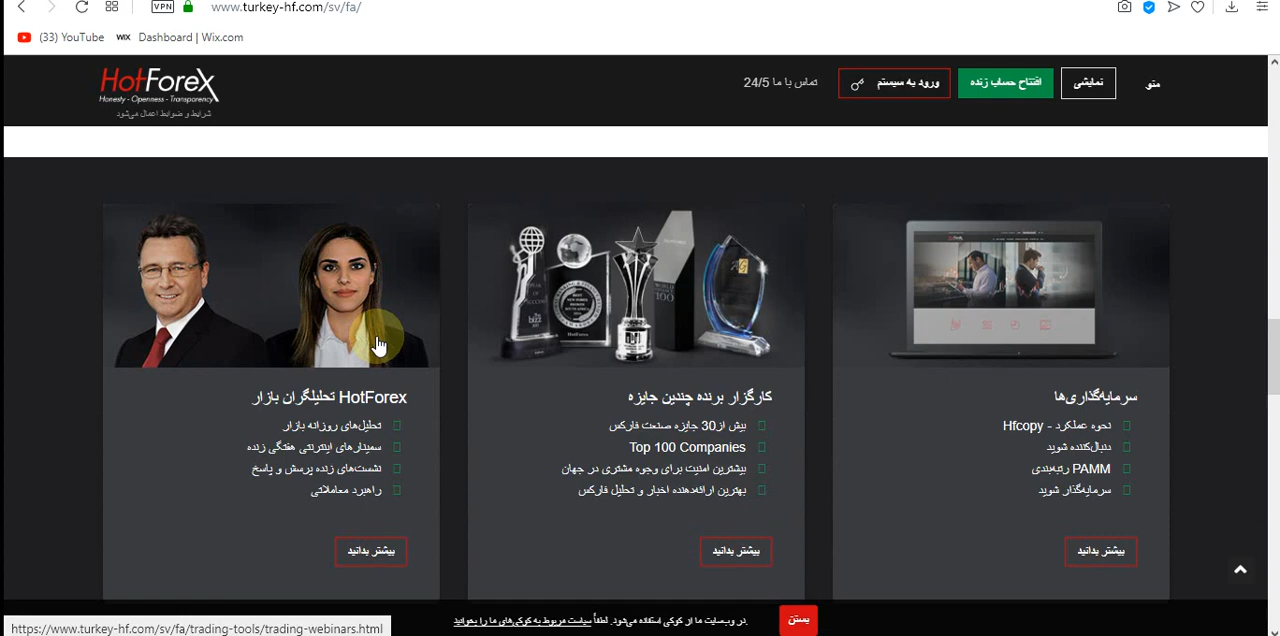 VPN
www.turkey-hf.com/sv/fa/
(33) YouTube
WIX Dashboard | Wix.com
HotForex
Honesty - Openness - Transparency
شرایط و ضوابط اعمال می‌شود
منو
نمایشی
افتتاح حساب زنده
ورود به سیستم
تماس با ما 24/5
سرمایه‌گذاری‌ها
نحوه عملکرد - Hfcopy
دنبال‌کننده شوید
PAMM رتبه‌بندی
سرمایه‌گذار شوید
بیشتر بدانید
کارگزار برنده چندین جایزه
بیش از30 جایزه صنعت فارکس
Top 100 Companies
بیشترین امنیت برای وجوه مشتری در جهان
بهترین ارائه‌دهنده اخبار و تحلیل فارکس
بیشتر بدانید
HotForex تحلیلگران بازار
تحلیل‌های روزانه بازار
سمینارهای اینترنتی هفتگی زنده
نشست‌های زنده پرسش و پاسخ
راهبرد معاملاتی
بیشتر بدانید
در وب‌سایت ما از کوکی استفاده می‌شود. لطفاً سیاست مربوط به کوکی‌های ما را بخوانید.
بستن
https://www.turkey-hf.com/sv/fa/trading-tools/trading-webinars.html